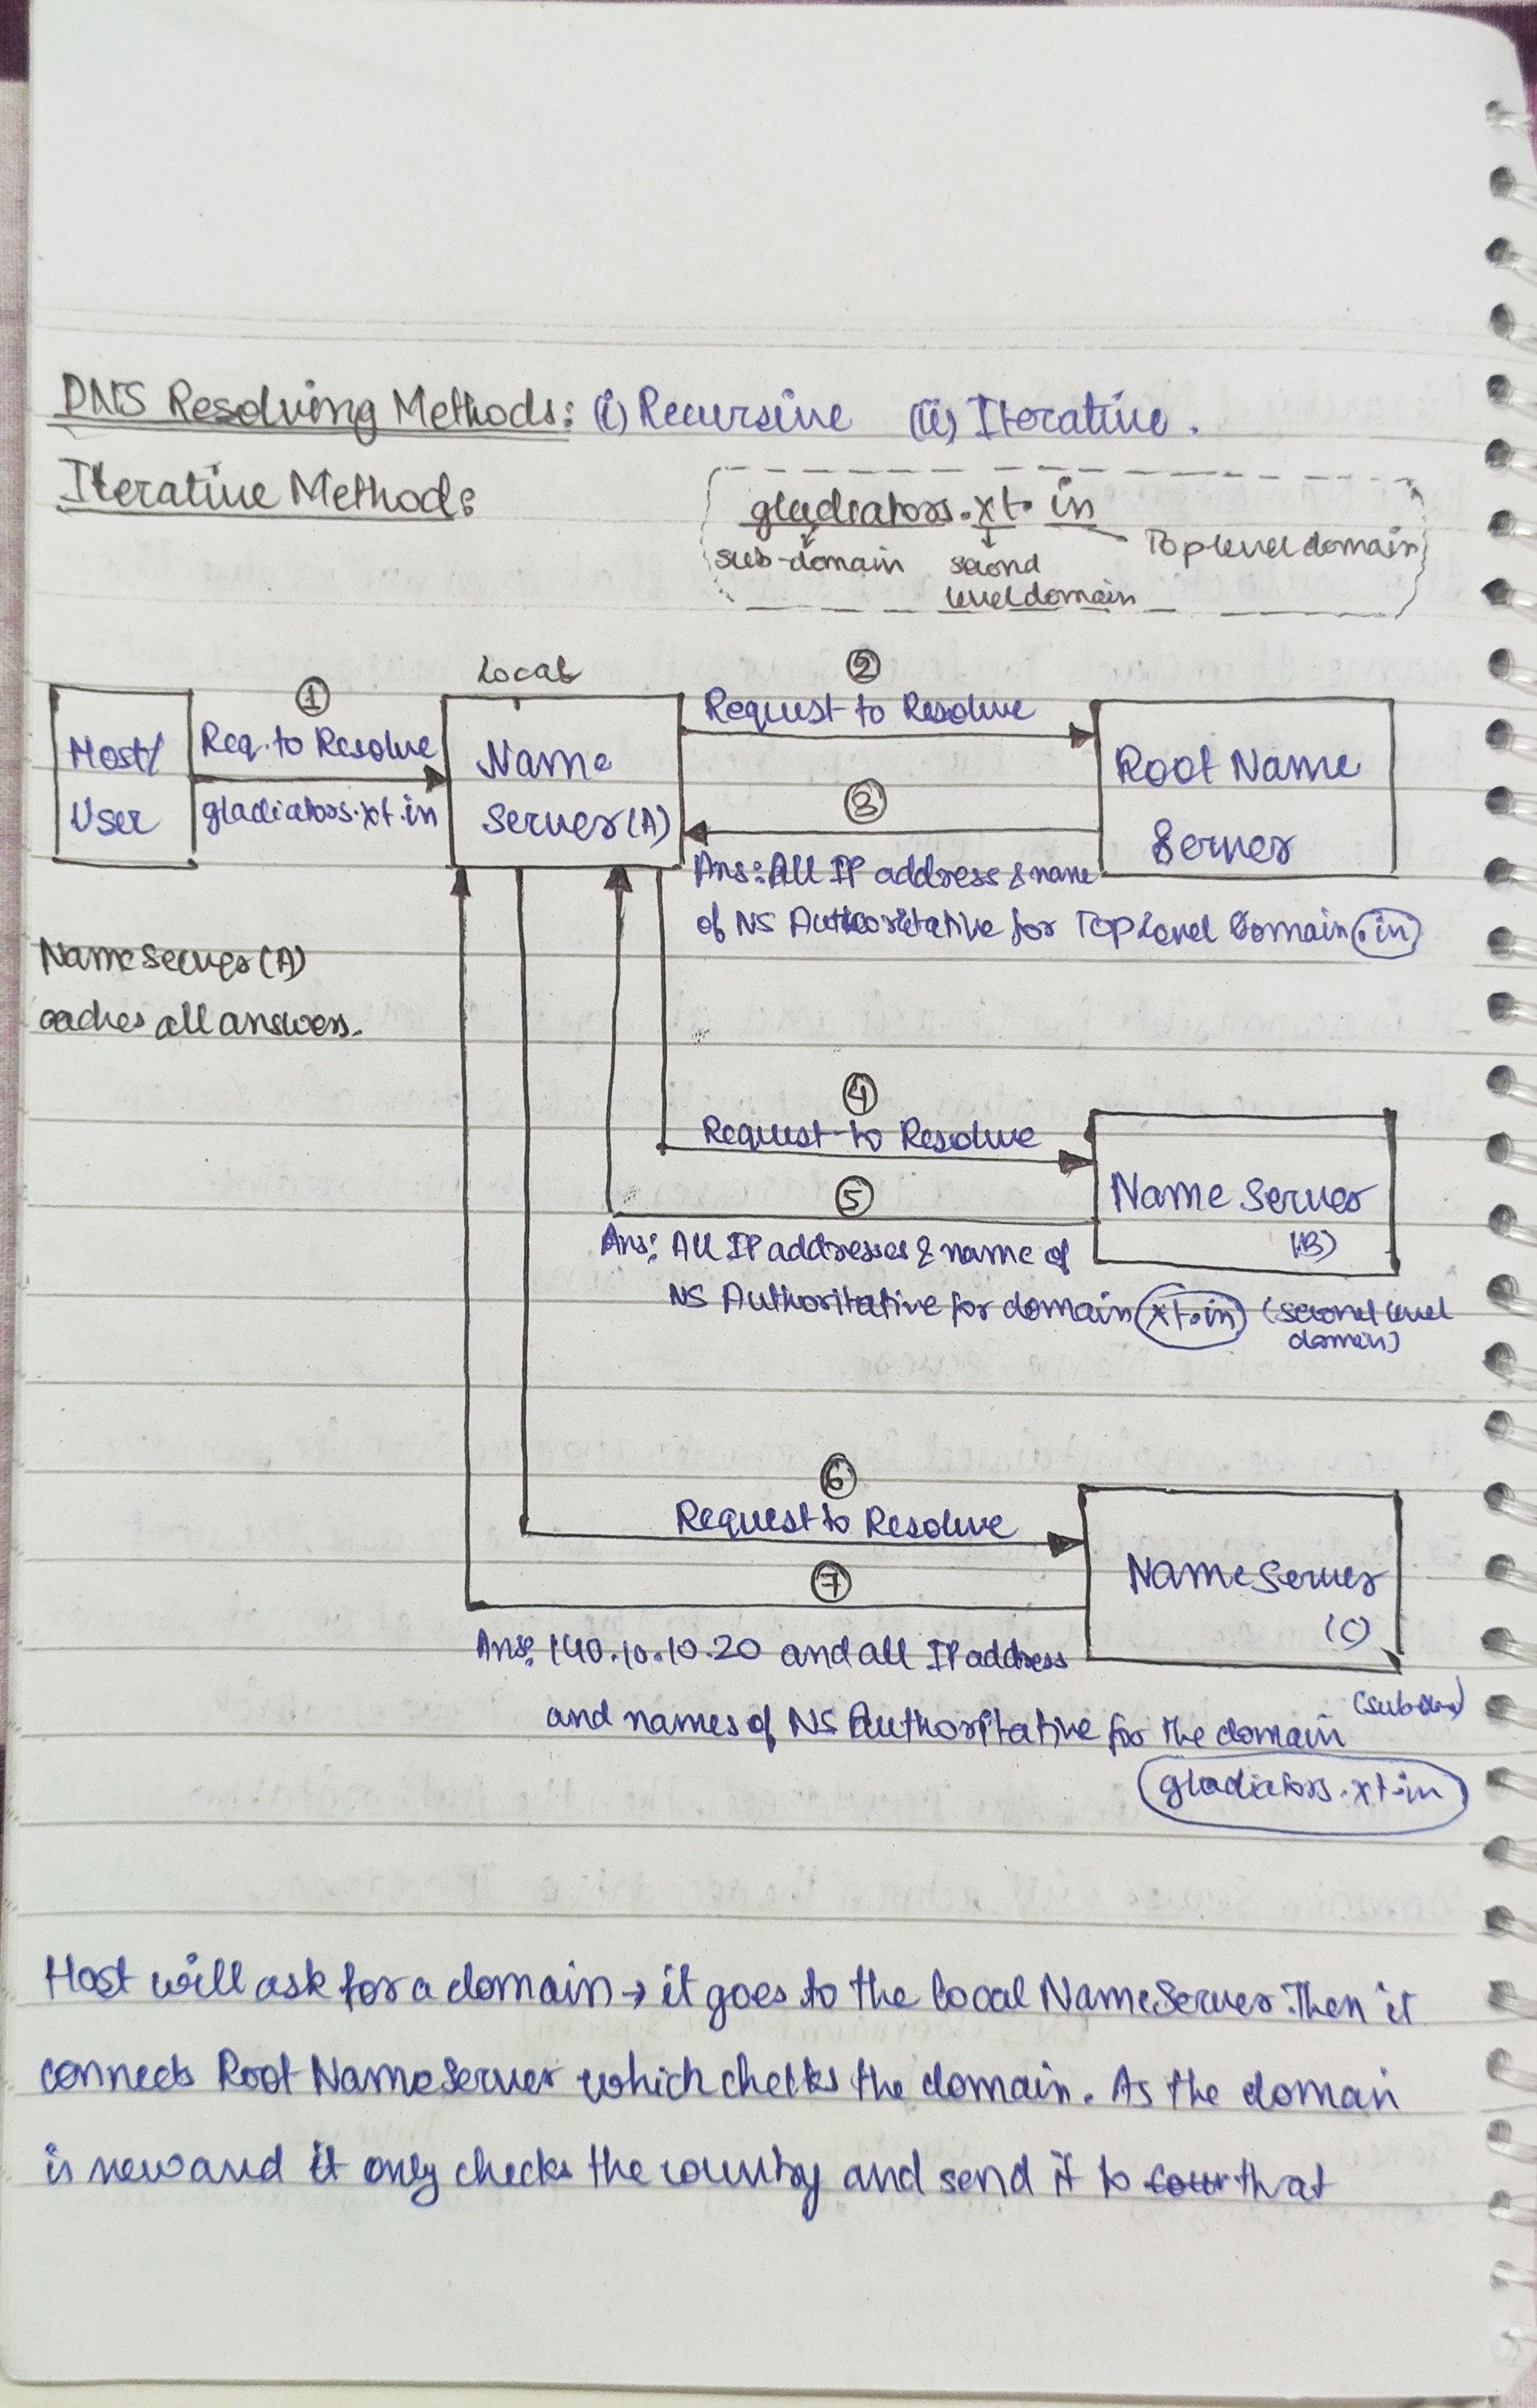 DNS Resolving Methods: (i) Recursive (ii) Iterative.
Iterative Method:
gladiators.xt.in
sub-domain second level domain Top level domain
Local
① Req. to Resolve gladiators.xt.in
Host/
User
Name
Server(A)
② Request to Resolve
Root Name
Server
③
Ans: All IP address & name
of NS Authoritative for Top Level Domain .in
Name Server(A)
caches all answers.
④
Request to Resolve
⑤
Name Server
(B)
Ans: All IP addresses & name of
NS Authoritative for domain xt.in (second level
domain)
⑥
Request to Resolve
⑦
Name Server
(C)
Ans: 140.10.10.20 and all IP address
and names of NS Authoritative for the domain
gladiators.xt.in
Host will ask for a domain → it goes to the local NameServer. Then it
connects Root NameServer which checks the domain. As the domain
is new and it only checks the country and send it to that